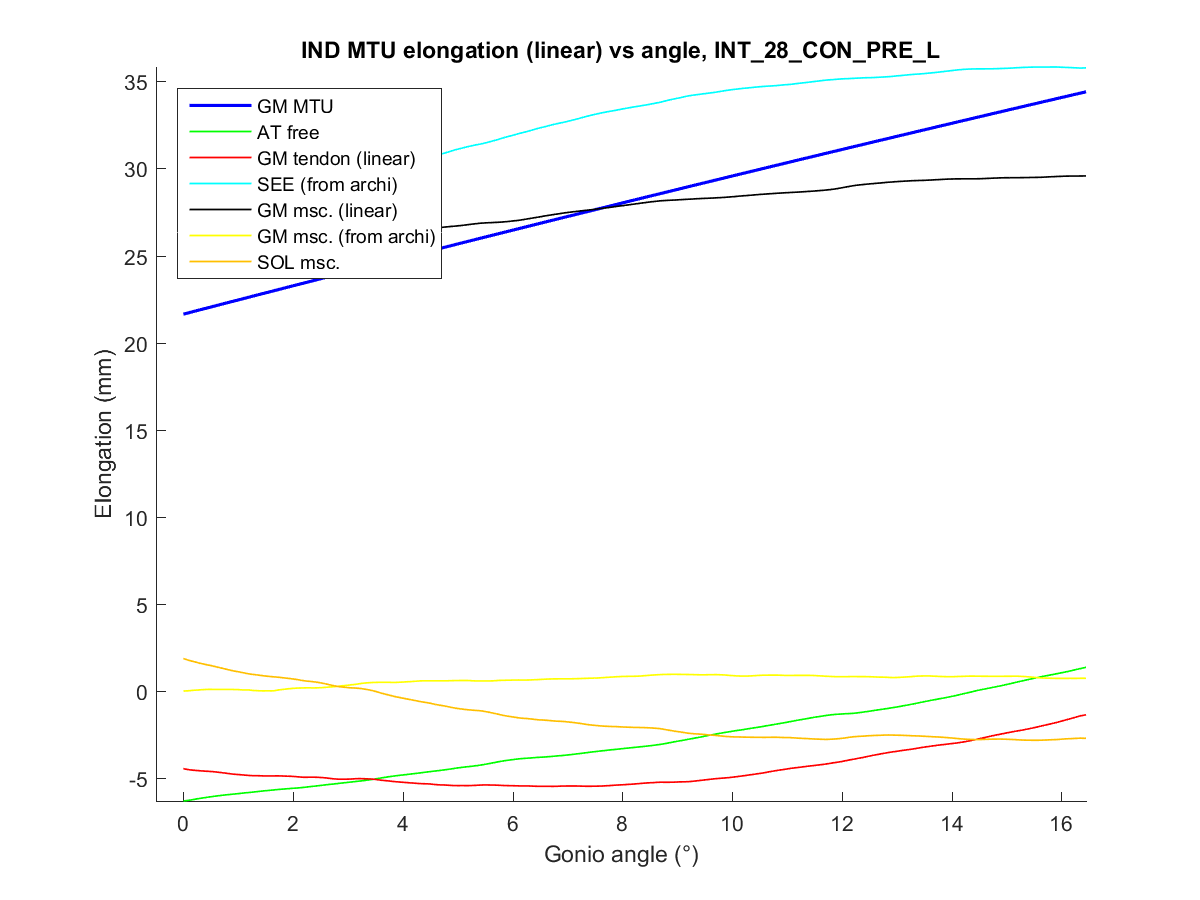 IND MTU elongation (linear) vs angle, INT_28_CON_PRE_L
GM MTU
AT free
GM tendon (linear)
SEE (from archi)
GM msc. (linear)
GM msc. (from archi)
SOL msc.
Elongation (mm)
35
30
25
20
15
10
5
0
-5
0 2 4 6 8 10 12 14 16
Gonio angle (°)